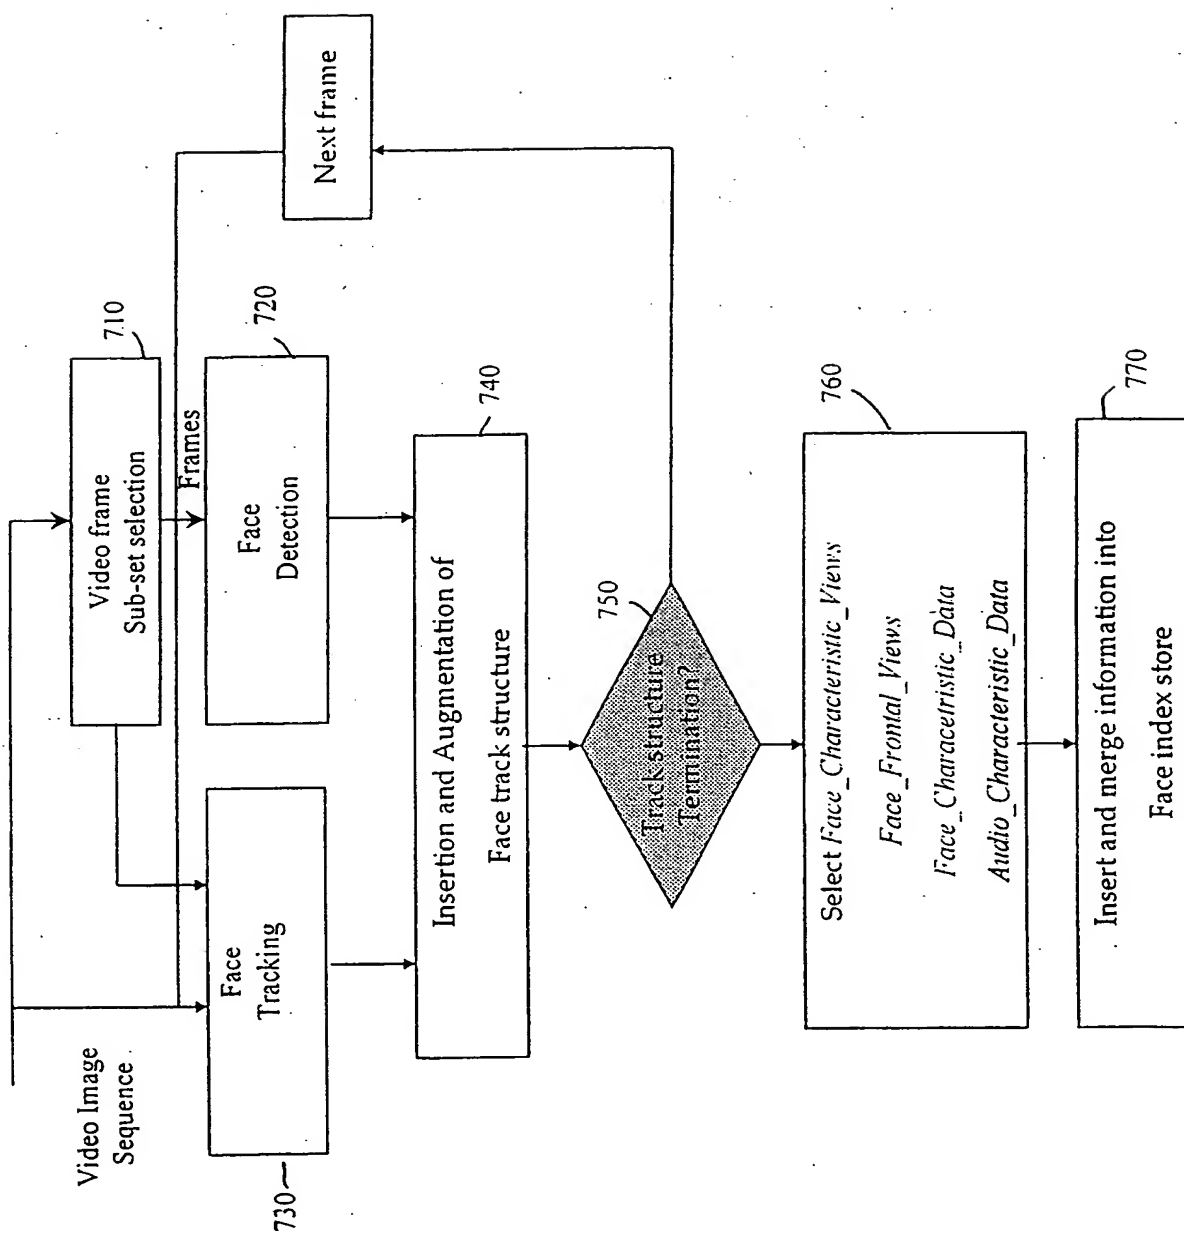 Video Image
Sequence
Video frame
Sub-set selection
710
Frames
Next frame
Face
Tracking
730
Face
Detection
720
Insertion and Augmentation of
Face track structure
740
Track structure
Termination?
750
Select Face_Characteristic_Views
Face_Frontal_Views
Face_Characetristic_Data
Audio_Characteristic_Data
760
Insert and merge information into
Face index store
770